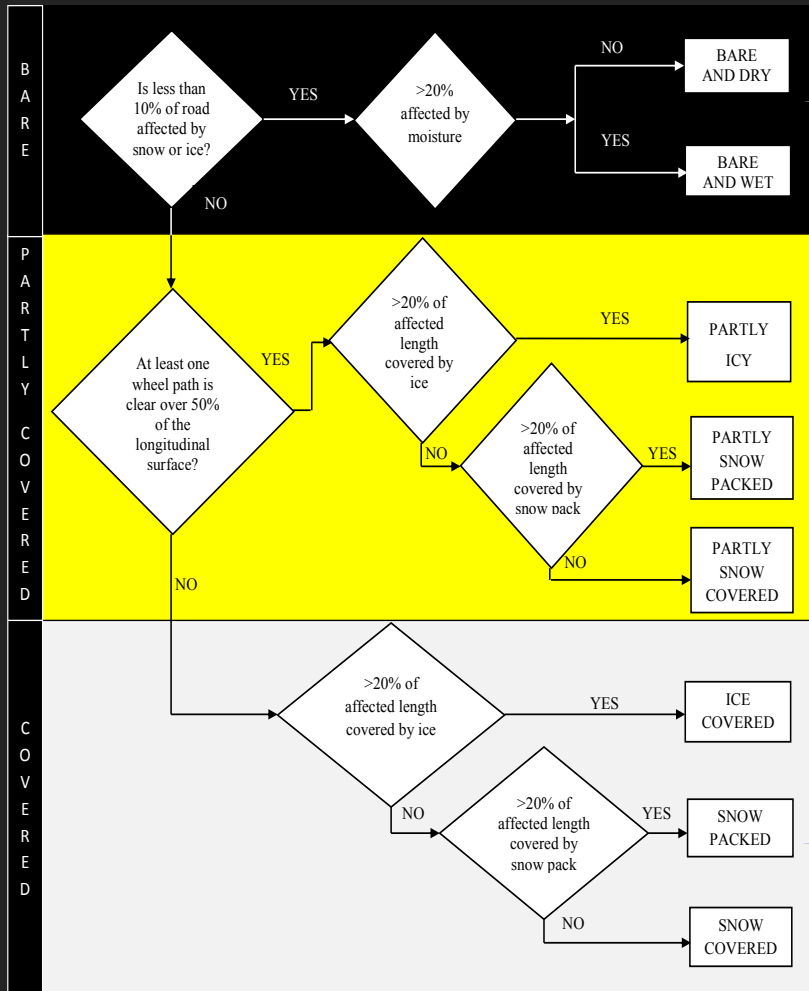 BARE
Is less than
10% of road
affected by
snow or ice?
YES
>20%
affected by
moisture
NO
BARE
AND DRY
YES
BARE
AND WET
NO
PARTLY COVERED
At least one
wheel path is
clear over 50%
of the
longitudinal
surface?
YES
>20% of
affected
length
covered by
ice
YES
PARTLY
ICY
NO
>20% of
affected
length
covered by
snow pack
YES
PARTLY
SNOW
PACKED
NO
PARTLY
SNOW
COVERED
NO
COVERED
>20% of
affected length
covered by ice
YES
ICE
COVERED
NO
>20% of
affected length
covered by
snow pack
YES
SNOW
PACKED
NO
SNOW
COVERED